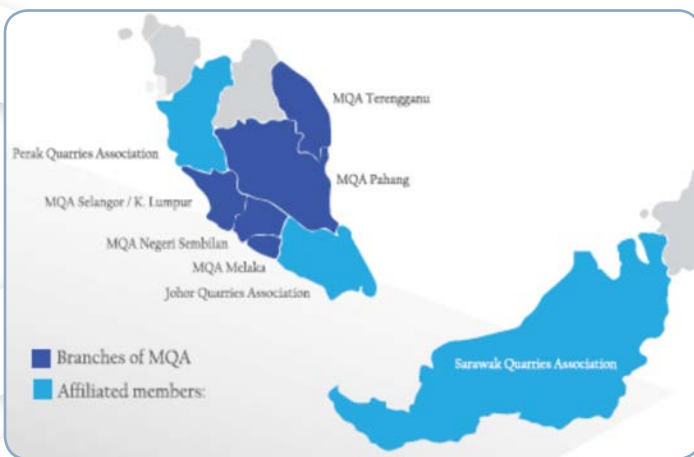 MQA Terengganu
Perak Quarries Association
MQA Pahang
MQA Selangor / K. Lumpur
MQA Negeri Sembilan
MQA Melaka
Johor Quarries Association
Branches of MQA
Sarawak Quarries Association
Affiliated members: